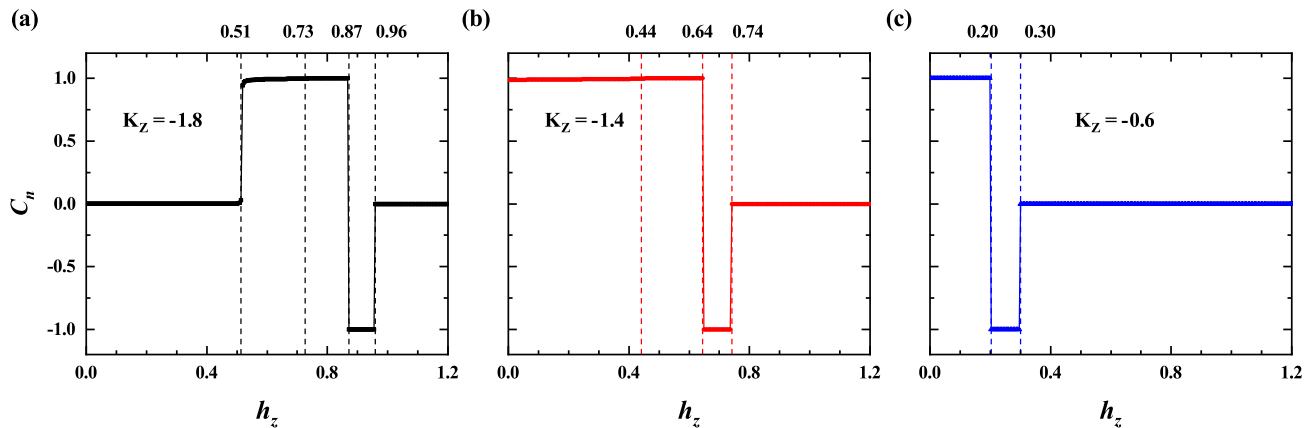 (a)
0.51 0.73 0.87 0.96
K_Z = -1.8
C_n
1.0
0.5
0.0
-0.5
-1.0
0.0 0.4 0.8 1.2
h_z
(b)
0.44 0.64 0.74
K_Z = -1.4
0.0 0.4 0.8 1.2
h_z
(c)
0.20 0.30
K_Z = -0.6
0.0 0.4 0.8 1.2
h_z